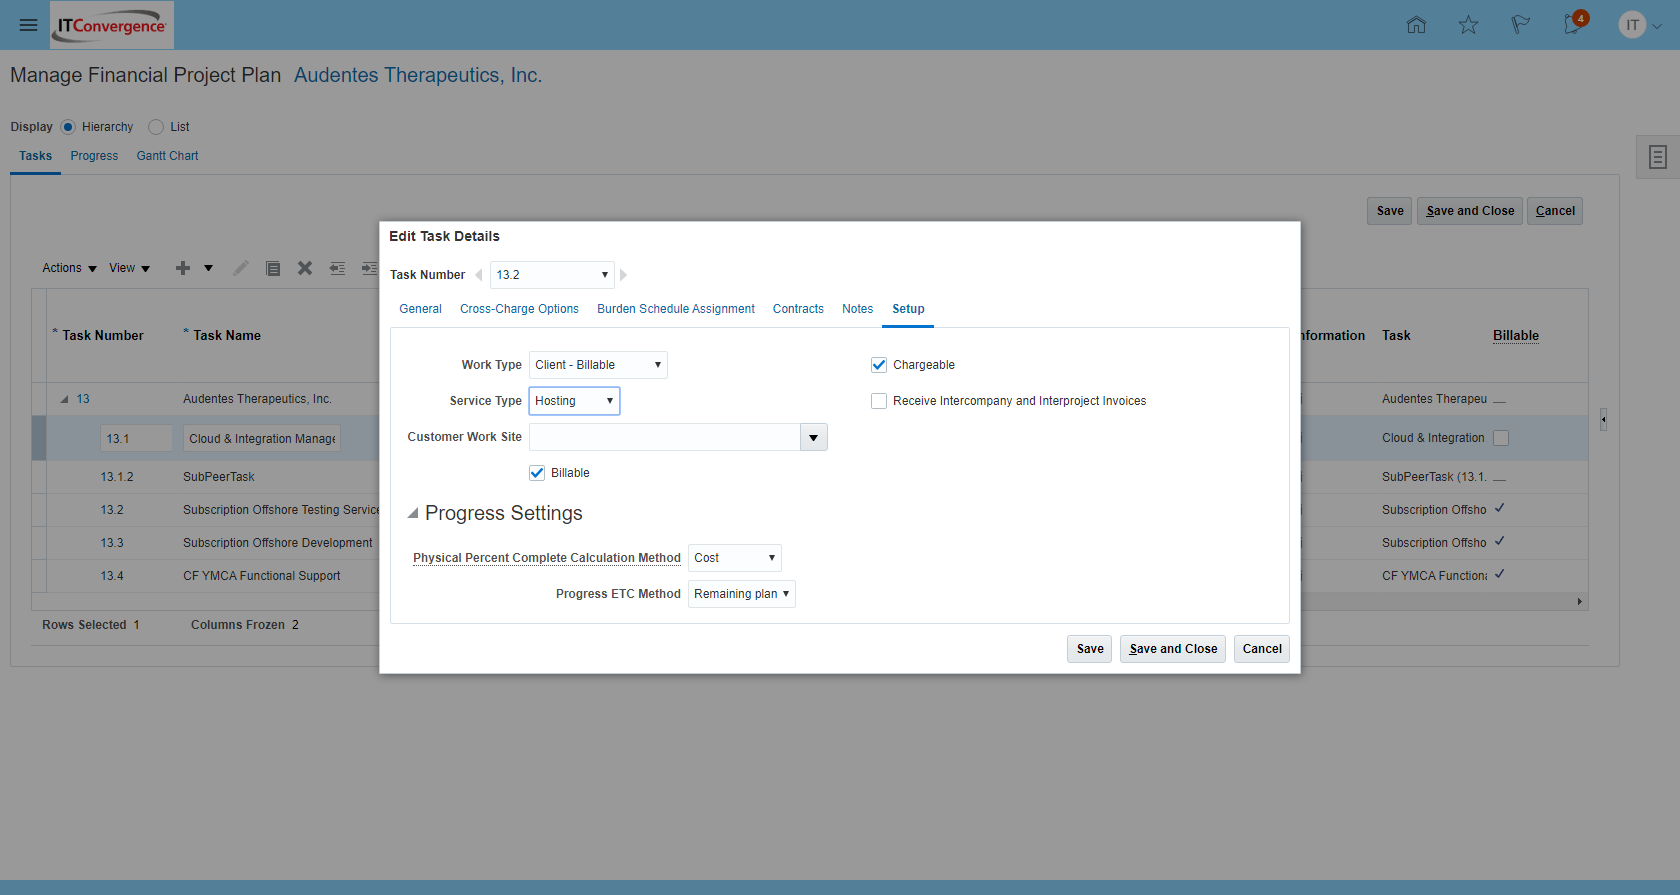 ITConvergence
4
IT
Manage Financial Project Plan Audentes Therapeutics, Inc.
Display Hierarchy List
Tasks Progress Gantt Chart
Save Save and Close Cancel
Actions View
* Task Number * Task Name
nformation Task Billable
13 Audentes Therapeutics, Inc. Audentes Therapeu
13.1 Cloud & Integration Manage Cloud & Integration
13.1.2 SubPeerTask SubPeerTask (13.1.
13.2 Subscription Offshore Testing Service Subscription Offsho
13.3 Subscription Offshore Development Subscription Offsho
13.4 CF YMCA Functional Support CF YMCA Functiona
Rows Selected 1 Columns Frozen 2
Edit Task Details
Task Number 13.2
General Cross-Charge Options Burden Schedule Assignment Contracts Notes Setup
Work Type Client - Billable Chargeable
Service Type Hosting Receive Intercompany and Interproject Invoices
Customer Work Site
Billable
Progress Settings
Physical Percent Complete Calculation Method Cost
Progress ETC Method Remaining plan
Save Save and Close Cancel